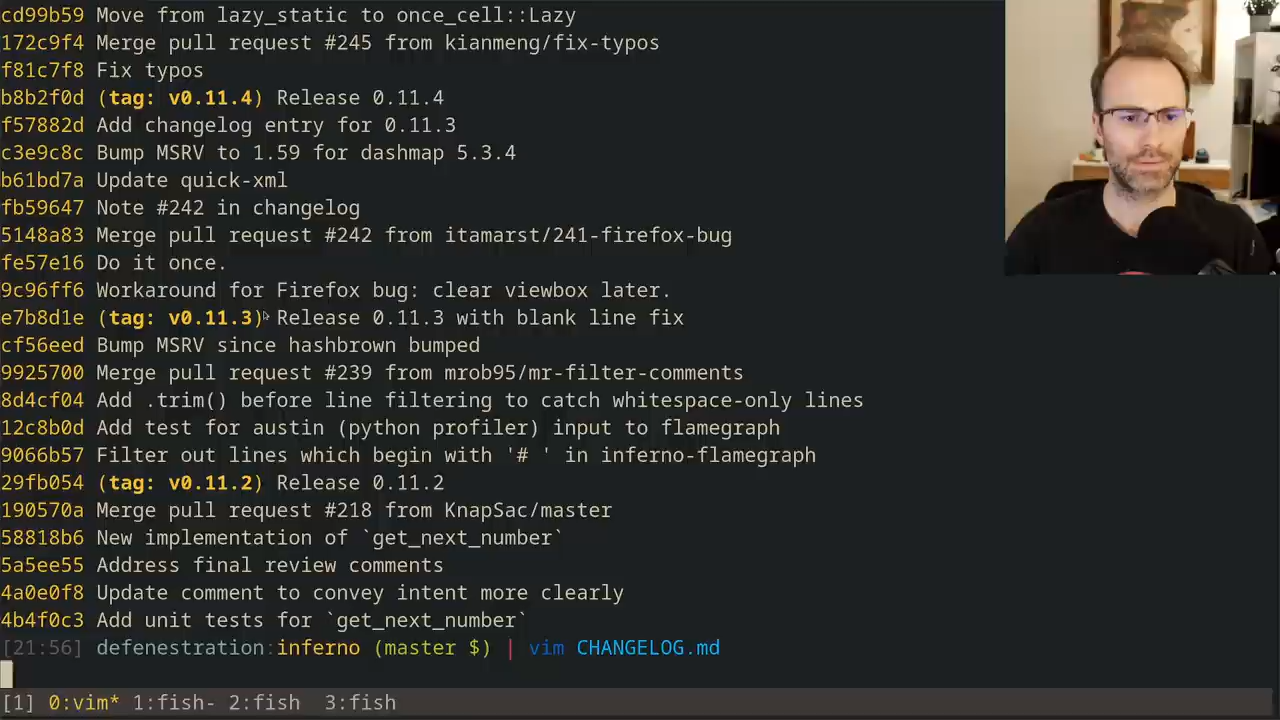 cd99b59 Move from lazy_static to once_cell::Lazy
172c9f4 Merge pull request #245 from kianmeng/fix-typos
f81c7f8 Fix typos
b8b2f0d (tag: v0.11.4) Release 0.11.4
f57882d Add changelog entry for 0.11.3
c3e9c8c Bump MSRV to 1.59 for dashmap 5.3.4
b61bd7a Update quick-xml
fb59647 Note #242 in changelog
5148a83 Merge pull request #242 from itamarst/241-firefox-bug
fe57e16 Do it once.
9c96ff6 Workaround for Firefox bug: clear viewbox later.
e7b8d1e (tag: v0.11.3) Release 0.11.3 with blank line fix
cf56eed Bump MSRV since hashbrown bumped
9925700 Merge pull request #239 from mrob95/mr-filter-comments
8d4cf04 Add .trim() before line filtering to catch whitespace-only lines
12c8b0d Add test for austin (python profiler) input to flamegraph
9066b57 Filter out lines which begin with '# ' in inferno-flamegraph
29fb054 (tag: v0.11.2) Release 0.11.2
190570a Merge pull request #218 from KnapSac/master
58818b6 New implementation of `get_next_number`
5a5ee55 Address final review comments
4a0e0f8 Update comment to convey intent more clearly
4b4f0c3 Add unit tests for `get_next_number`
[21:56] defenestration:inferno (master $) | vim CHANGELOG.md
[1] 0:vim* 1:fish- 2:fish 3:fish